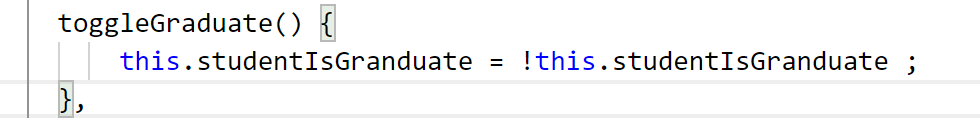 toggleGraduate() {
this.studentIsGranduate = !this.studentIsGranduate ;
},